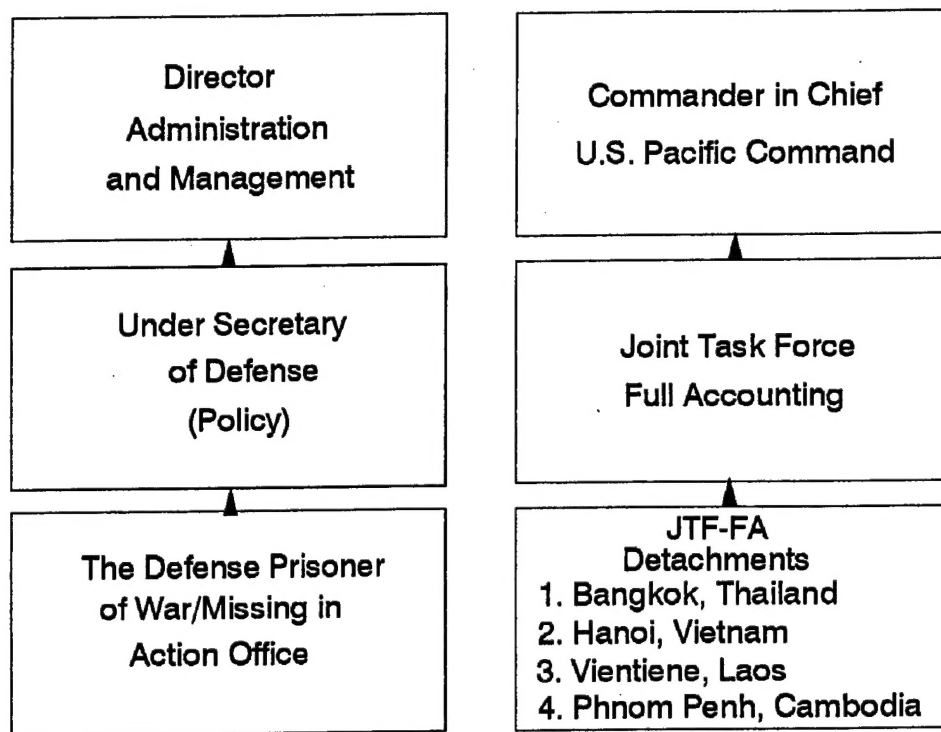 Director
Administration
and Management
Under Secretary
of Defense
(Policy)
The Defense Prisoner
of War/Missing in
Action Office
Commander in Chief
U.S. Pacific Command
Joint Task Force
Full Accounting
JTF-FA
Detachments
1. Bangkok, Thailand
2. Hanoi, Vietnam
3. Vientiene, Laos
4. Phnom Penh, Cambodia